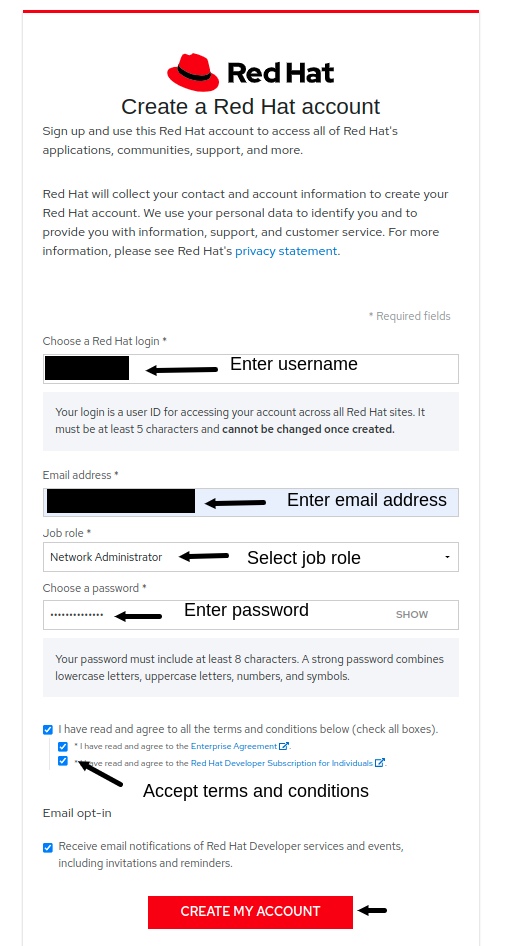 Red Hat
Create a Red Hat account
Sign up and use this Red Hat account to access all of Red Hat's
applications, communities, support, and more.
Red Hat will collect your contact and account information to create your
Red Hat account. We use your personal data to identify you and to
provide you with information, support, and customer service. For more
information, please see Red Hat's privacy statement.
* Required fields
Choose a Red Hat login *
Enter username
Your login is a user ID for accessing your account across all Red Hat sites. It
must be at least 5 characters and cannot be changed once created.
Email address *
Enter email address
Job role *
Network Administrator
Select job role
Choose a password *
••••••••••••••
Enter password
SHOW
Your password must include at least 8 characters. A strong password combines
lowercase letters, uppercase letters, numbers, and symbols.
I have read and agree to all the terms and conditions below (check all boxes).
* I have read and agree to the Enterprise Agreement.
* I have read and agree to the Red Hat Developer Subscription for Individuals.
Accept terms and conditions
Email opt-in
Receive email notifications of Red Hat Developer services and events,
including invitations and reminders.
CREATE MY ACCOUNT